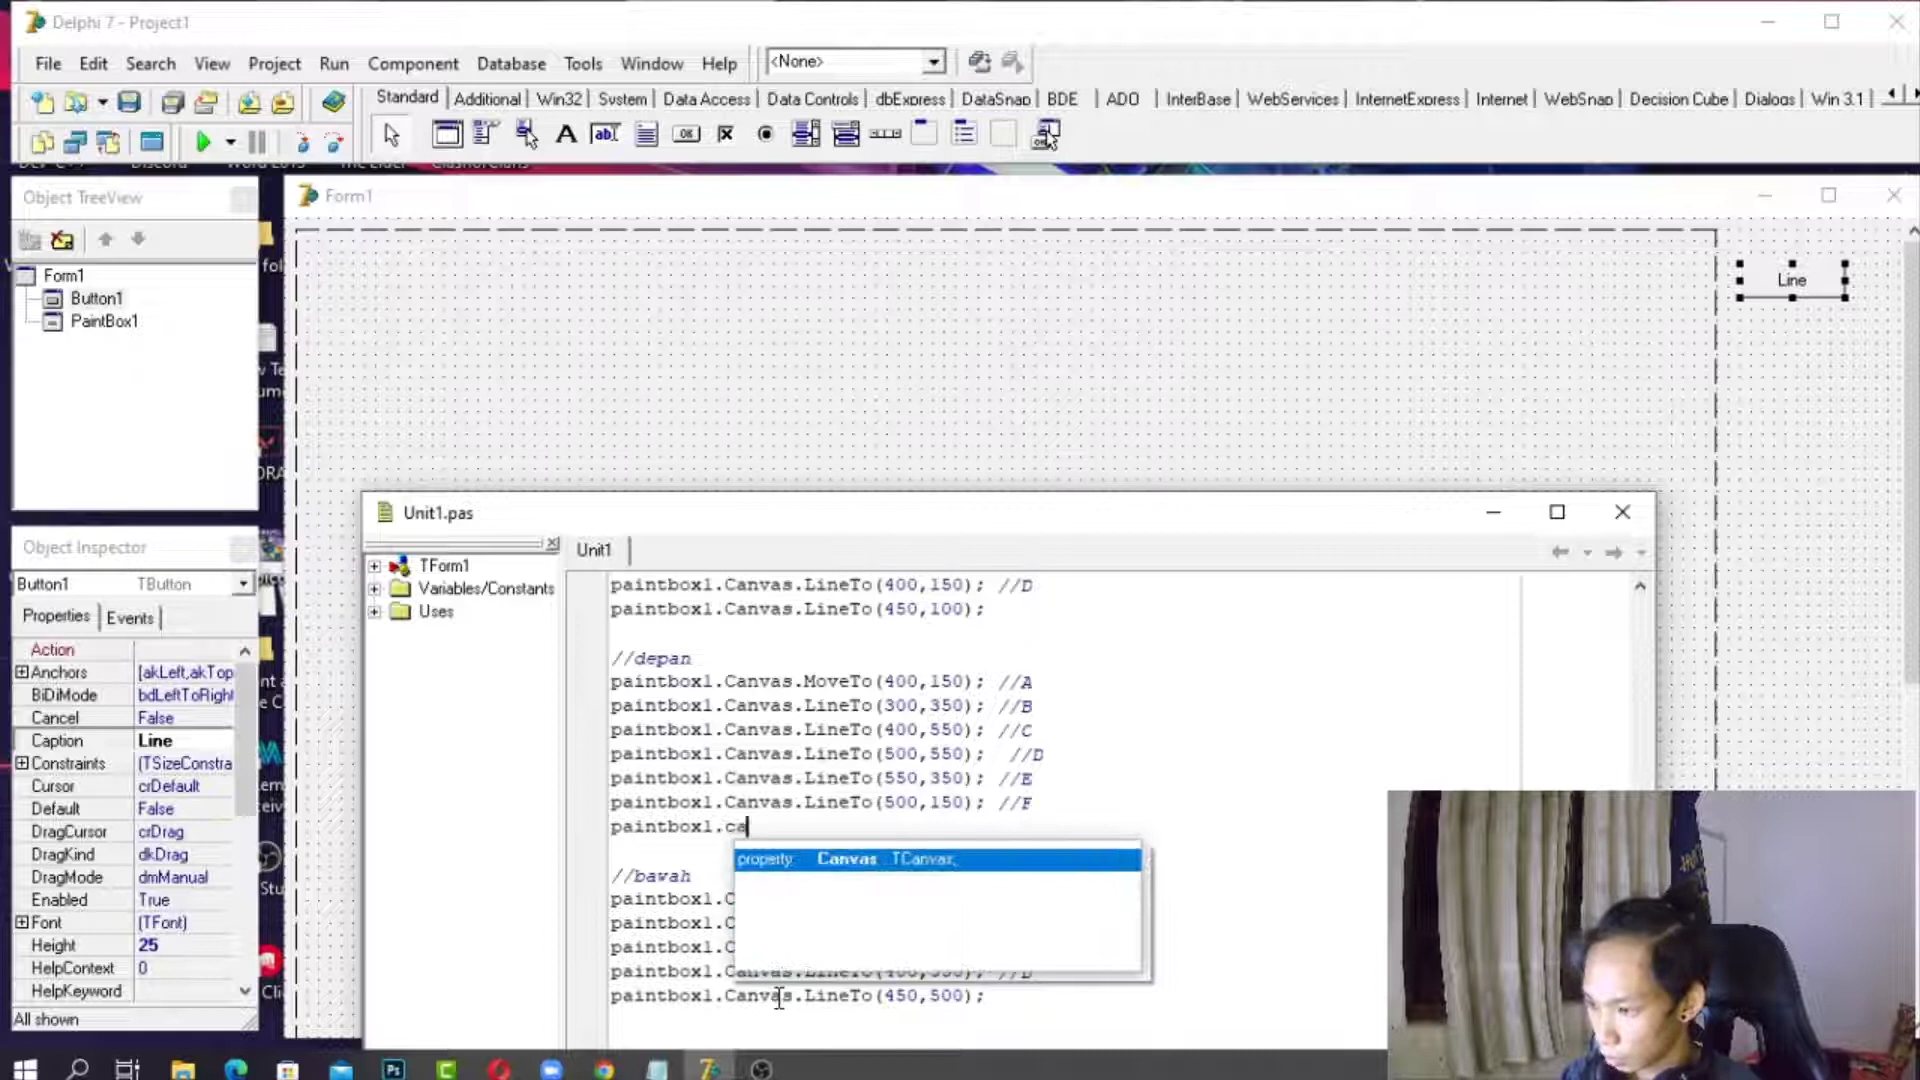 Delphi 7 - Project1
File Edit Search View Project Run Component Database Tools Window Help
<None>
Standard Additional Win32 System Data Access Data Controls dbExpress DataSnap BDE ADO InterBase WebServices InternetExpress Internet WebSnap Decision Cube Dialogs Win 3.1
Object TreeView
Form1
Button1
PaintBox1
Form1
Line
Object Inspector
Button1 TButton
Properties Events
Action
Anchors [akLeft,akTop
BiDiMode bdLeftToRight
Cancel False
Caption Line
Constraints (TSizeConstra
Cursor crDefault
Default False
DragCursor crDrag
DragKind dkDrag
DragMode dmManual
Enabled True
Font (TFont)
Height 25
HelpContext 0
HelpKeyword
All shown
Unit1.pas
TForm1
Variables/Constants
Uses
Unit1
paintbox1.Canvas.LineTo(400,150); //D
paintbox1.Canvas.LineTo(450,100);
//depan
paintbox1.Canvas.MoveTo(400,150); //A
paintbox1.Canvas.LineTo(300,350); //B
paintbox1.Canvas.LineTo(400,550); //C
paintbox1.Canvas.LineTo(500,550); //D
paintbox1.Canvas.LineTo(550,350); //E
paintbox1.Canvas.LineTo(500,150); //F
paintbox1.ca
property Canvas : TCanvas;
//bawah
paintbox1.C
paintbox1.C
paintbox1.C
paintbox1.Canvas.LineTo(400,550); //D
paintbox1.Canvas.LineTo(450,500);